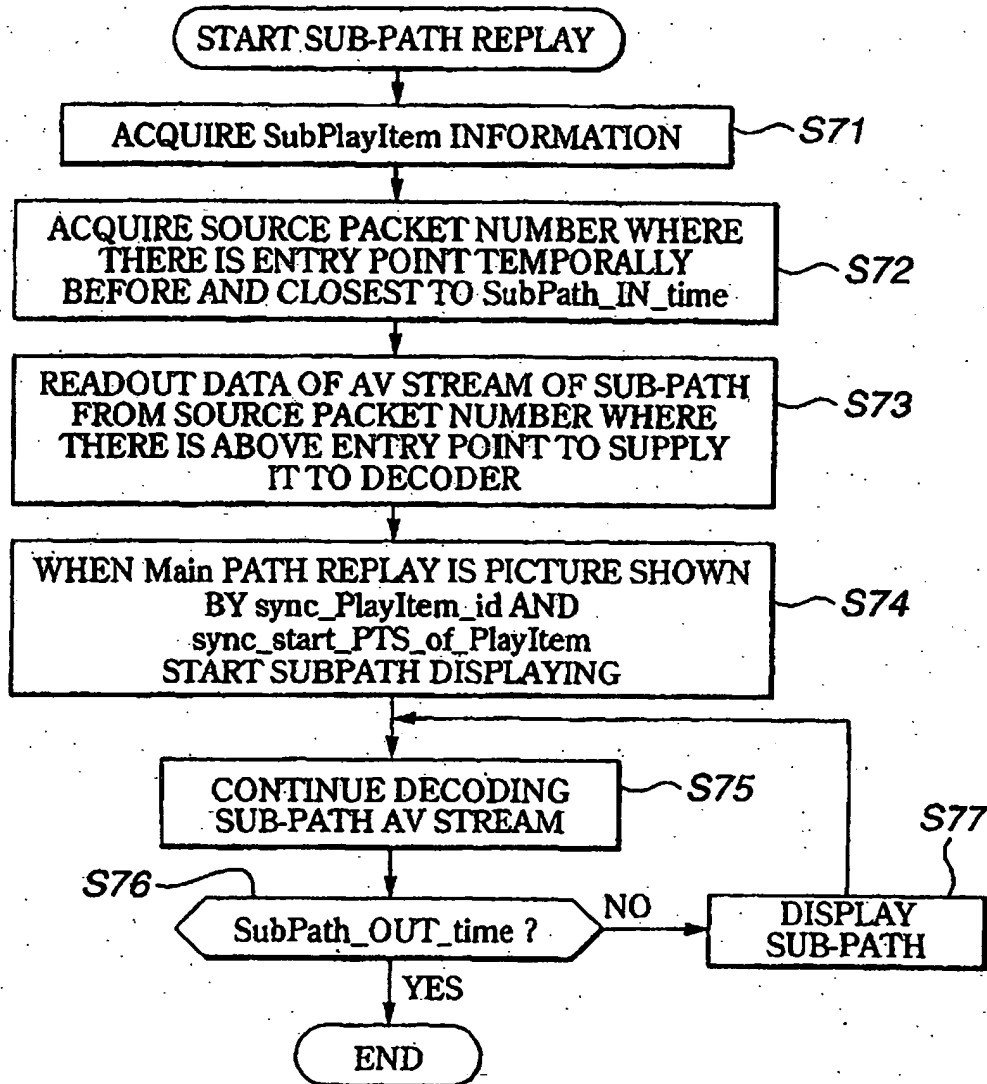 START SUB-PATH REPLAY
ACQUIRE SubPlayItem INFORMATION
S71
ACQUIRE SOURCE PACKET NUMBER WHERE
THERE IS ENTRY POINT TEMPORALLY
BEFORE AND CLOSEST TO SubPath_IN_time
S72
READOUT DATA OF AV STREAM OF SUB-PATH
FROM SOURCE PACKET NUMBER WHERE
THERE IS ABOVE ENTRY POINT TO SUPPLY
IT TO DECODER
S73
WHEN Main PATH REPLAY IS PICTURE SHOWN
BY sync_PlayItem_id AND
sync_start_PTS_of_PlayItem
START SUBPATH DISPLAYING
S74
CONTINUE DECODING
SUB-PATH AV STREAM
S75
S76
SubPath_OUT_time ?
NO
S77
DISPLAY
SUB-PATH
YES
END